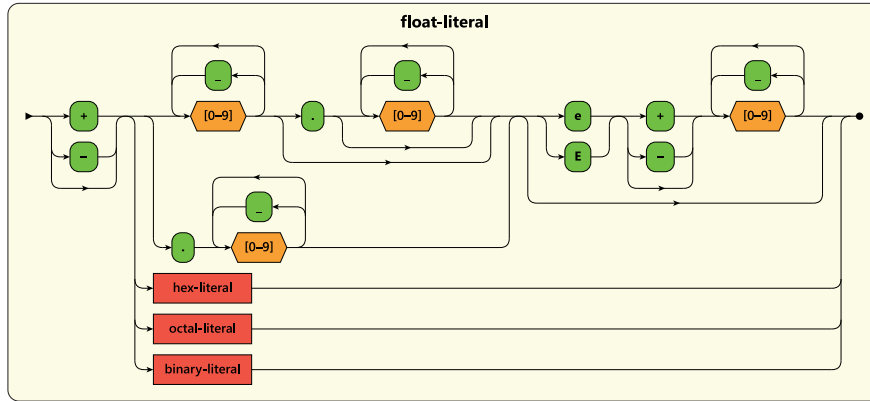 float-literal
_ _ _
+ [0–9] . [0–9] e + [0–9]
– E –
_
. [0–9]
hex-literal
octal-literal
binary-literal